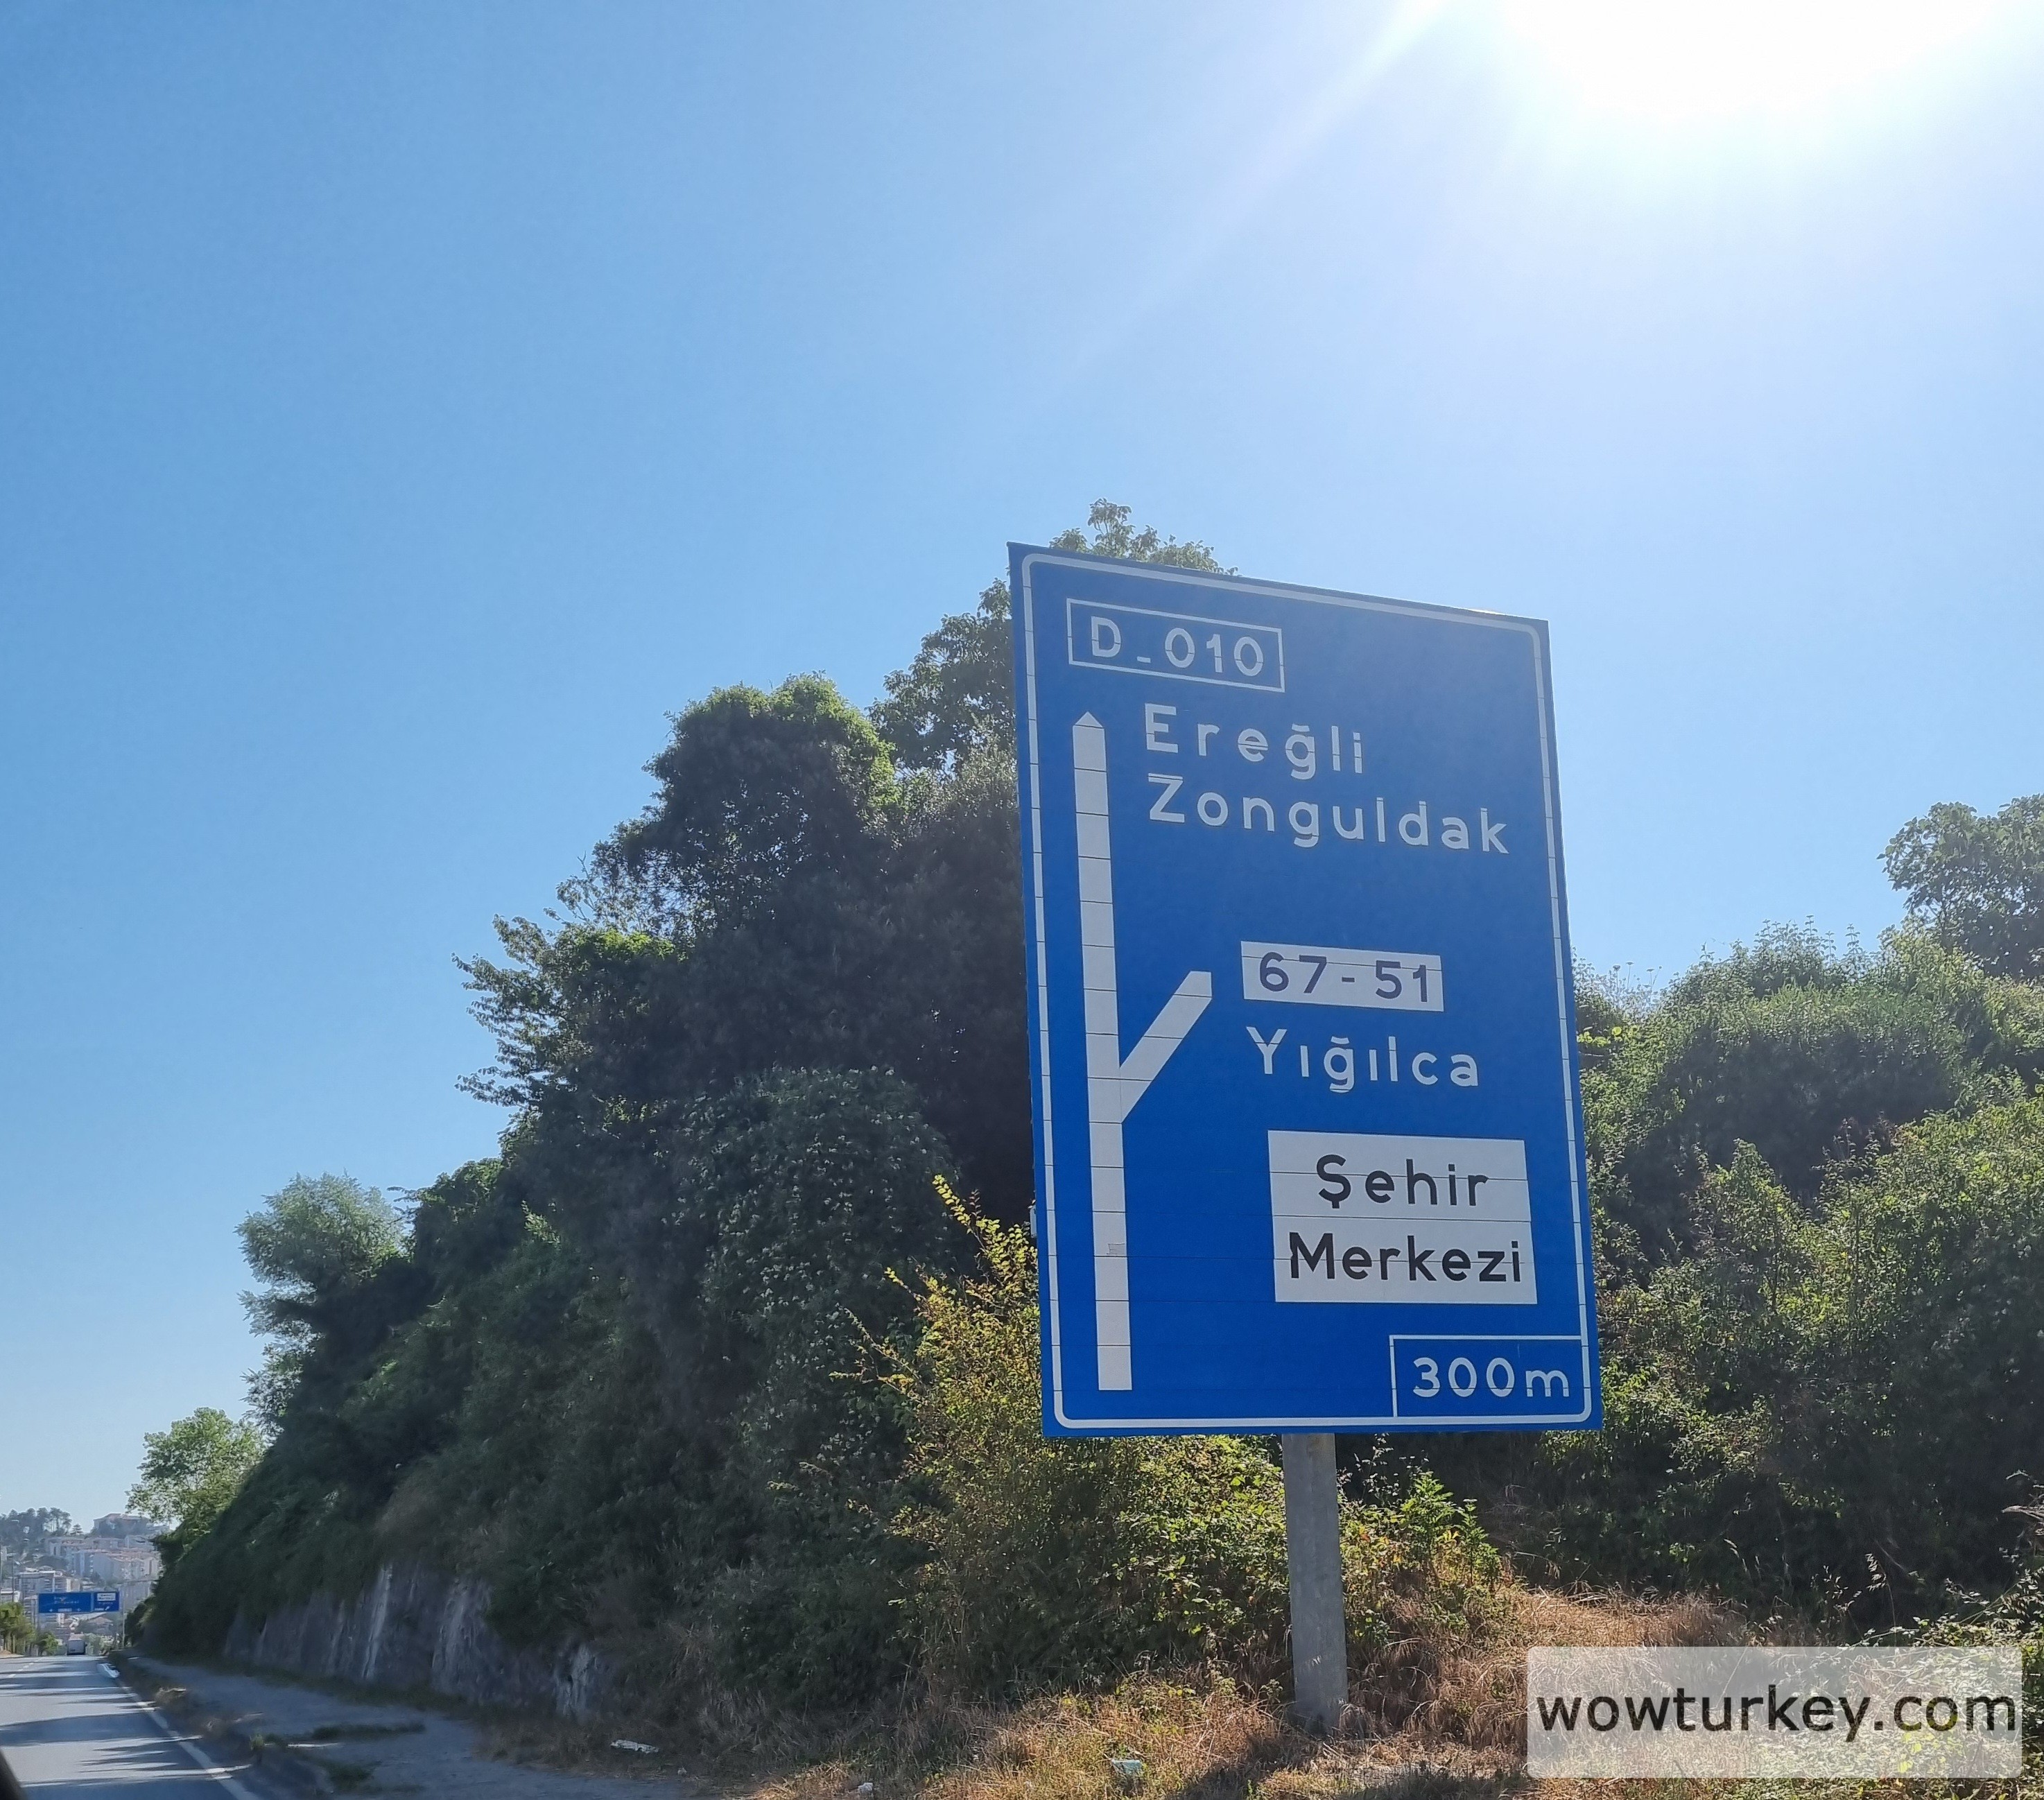 D-010
Ereğli
Zonguldak
67-51
Yığılca
Şehir
Merkezi
300m
wowturkey.com